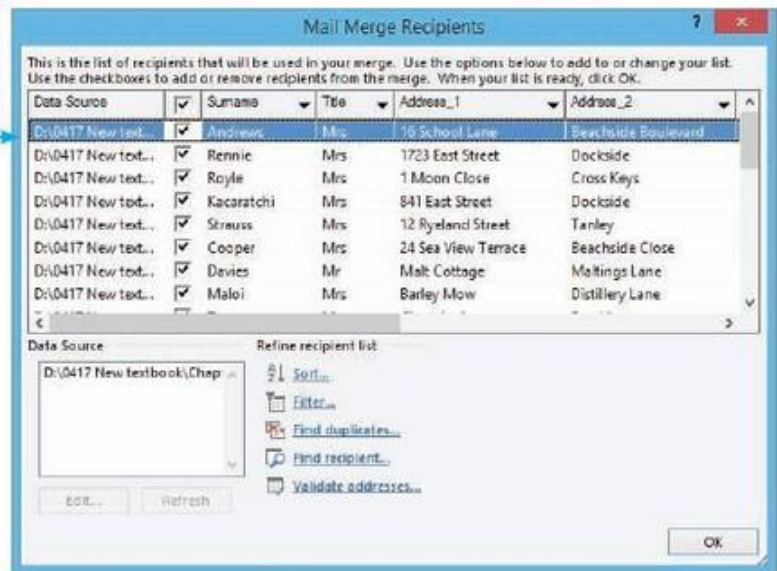 Mail Merge Recipients
?
This is the list of recipients that will be used in your merge. Use the options below to add to or change your list.
Use the checkboxes to add or remove recipients from the merge. When your list is ready, click OK.
Data Source Surname Title Address_1 Address_2
D:\0417 New text... Andrews Mrs 16 School Lane Beachside Boulevard
D:\0417 New text... Rennie Mrs 1723 East Street Dockside
D:\0417 New text... Royle Mrs 1 Moon Close Cross Keys
D:\0417 New text... Kacaratchi Mrs 841 East Street Dockside
D:\0417 New text... Strauss Mrs 12 Ryeland Street Tanley
D:\0417 New text... Cooper Mrs 24 Sea View Terrace Beachside Close
D:\0417 New text... Davies Mr Malt Cottage Maltings Lane
D:\0417 New text... Maloi Mrs Barley Mow Distillery Lane
Data Source
Refine recipient list
D:\0417 New textbook\Chap
Sort...
Filter...
Find duplicates...
Find recipient...
Validate addresses...
Edit... Refresh
OK